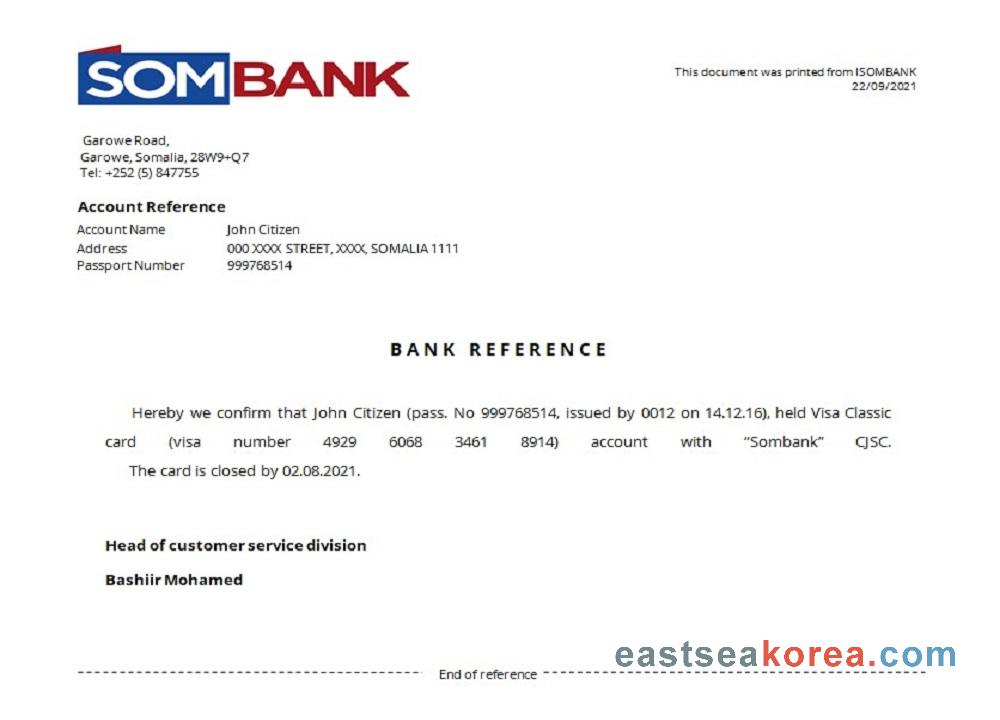 SOMBANK
This document was printed from ISOMBANK
22/09/2021
Garowe Road,
Garowe, Somalia, 28W9+Q7
Tel: +252 (5) 847755
Account Reference
Account Name John Citizen
Address 000 XXXX STREET, XXXX, SOMALIA 1111
Passport Number 999768514
BANK REFERENCE
Hereby we confirm that John Citizen (pass. No 999768514, issued by 0012 on 14.12.16), held Visa Classic
card (visa number 4929 6068 3461 8914) account with “Sombank” CJSC.
The card is closed by 02.08.2021.
Head of customer service division
Bashiir Mohamed
eastseakorea.com
End of reference